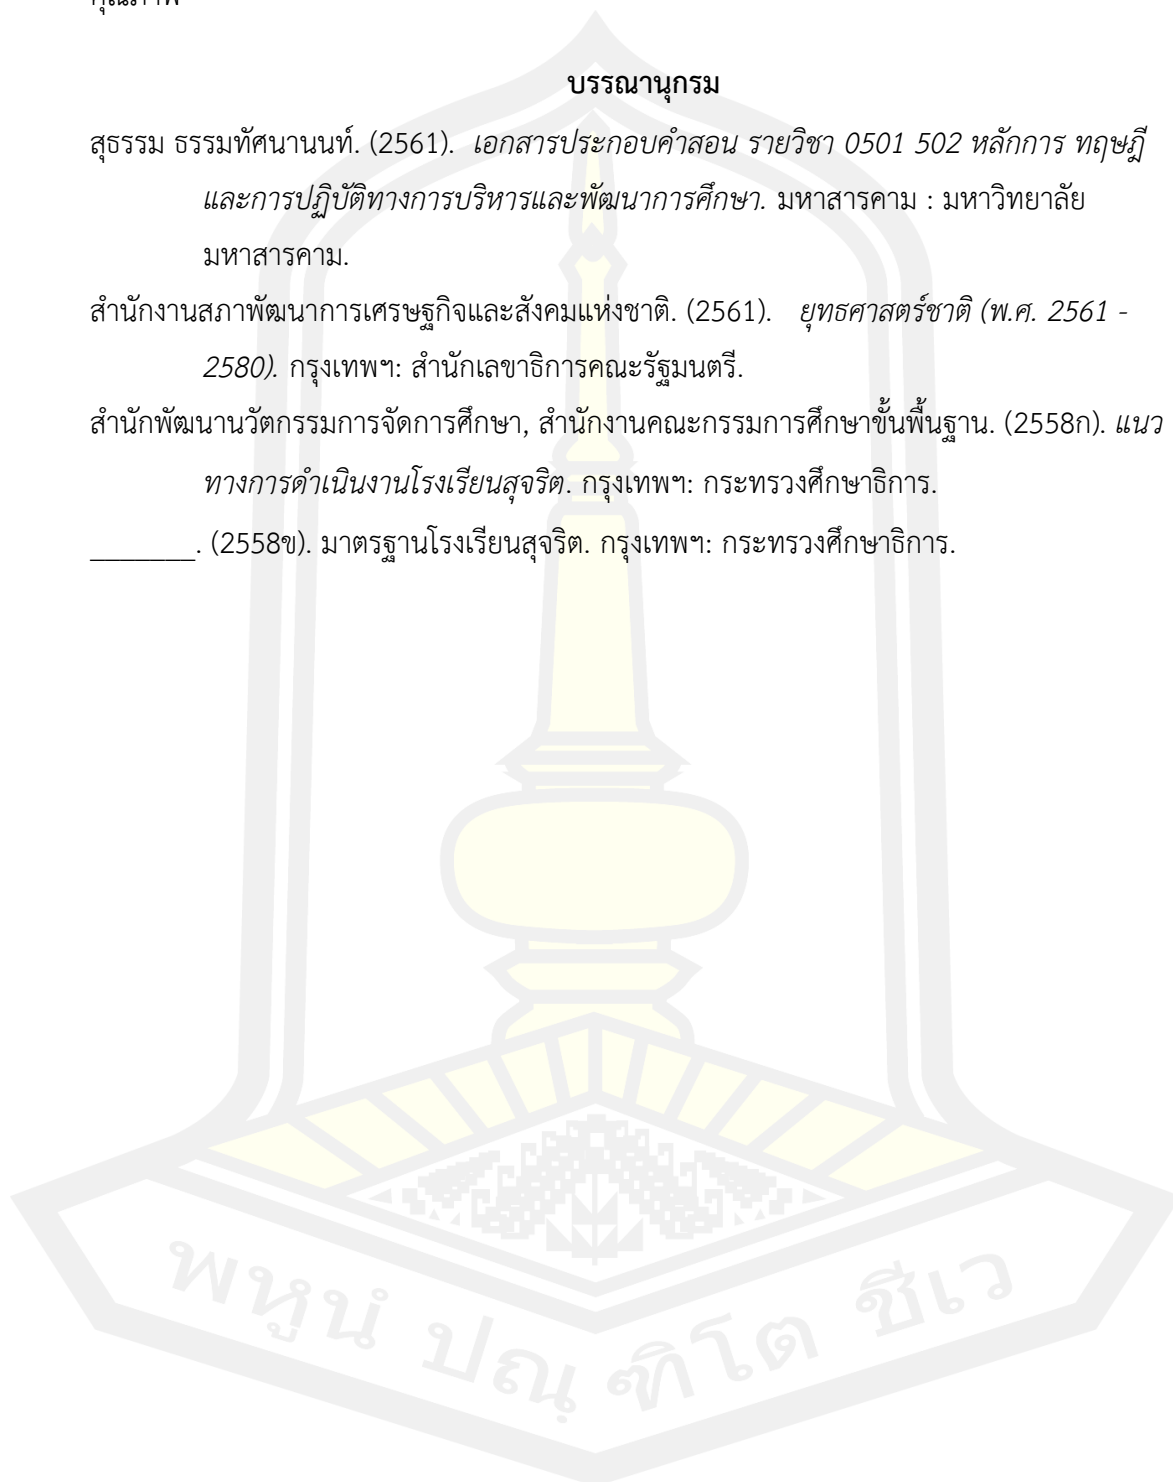 คุณภาพ
บรรณานุกรม
สุธรรม ธรรมทัศนานนท์. (2561). เอกสารประกอบคำสอน รายวิชา 0501 502 หลักการ ทฤษฎี
และการปฏิบัติทางการบริหารและพัฒนาการศึกษา. มหาสารคาม : มหาวิทยาลัย
มหาสารคาม.
สำนักงานสภาพัฒนาการเศรษฐกิจและสังคมแห่งชาติ. (2561). ยุทธศาสตร์ชาติ (พ.ศ. 2561 -
2580). กรุงเทพฯ: สำนักเลขาธิการคณะรัฐมนตรี.
สำนักพัฒนานวัตกรรมการจัดการศึกษา, สำนักงานคณะกรรมการศึกษาขั้นพื้นฐาน. (2558ก). แนว
ทางการดำเนินงานโรงเรียนสุจริต. กรุงเทพฯ: กระทรวงศึกษาธิการ.
_______. (2558ข). มาตรฐานโรงเรียนสุจริต. กรุงเทพฯ: กระทรวงศึกษาธิการ.
พหูนํ ปณฺฑิโต ชีเว